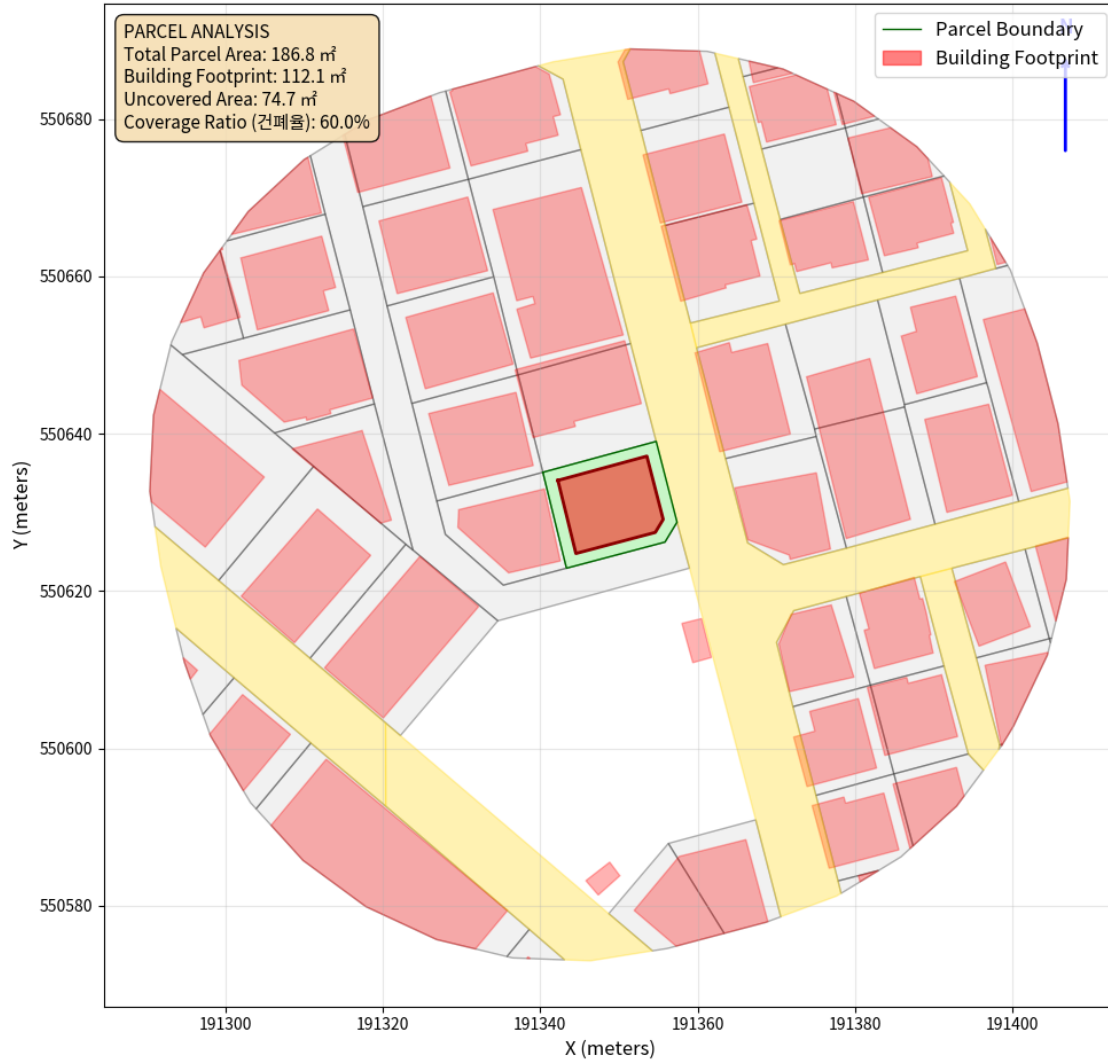 PARCEL ANALYSIS
Total Parcel Area: 186.8 ㎡
Building Footprint: 112.1 ㎡
Uncovered Area: 74.7 ㎡
Coverage Ratio (건폐율): 60.0%
Parcel Boundary
Building Footprint
N
550680
550660
550640
550620
550600
550580
Y (meters)
191300
191320
191340
191360
191380
191400
X (meters)